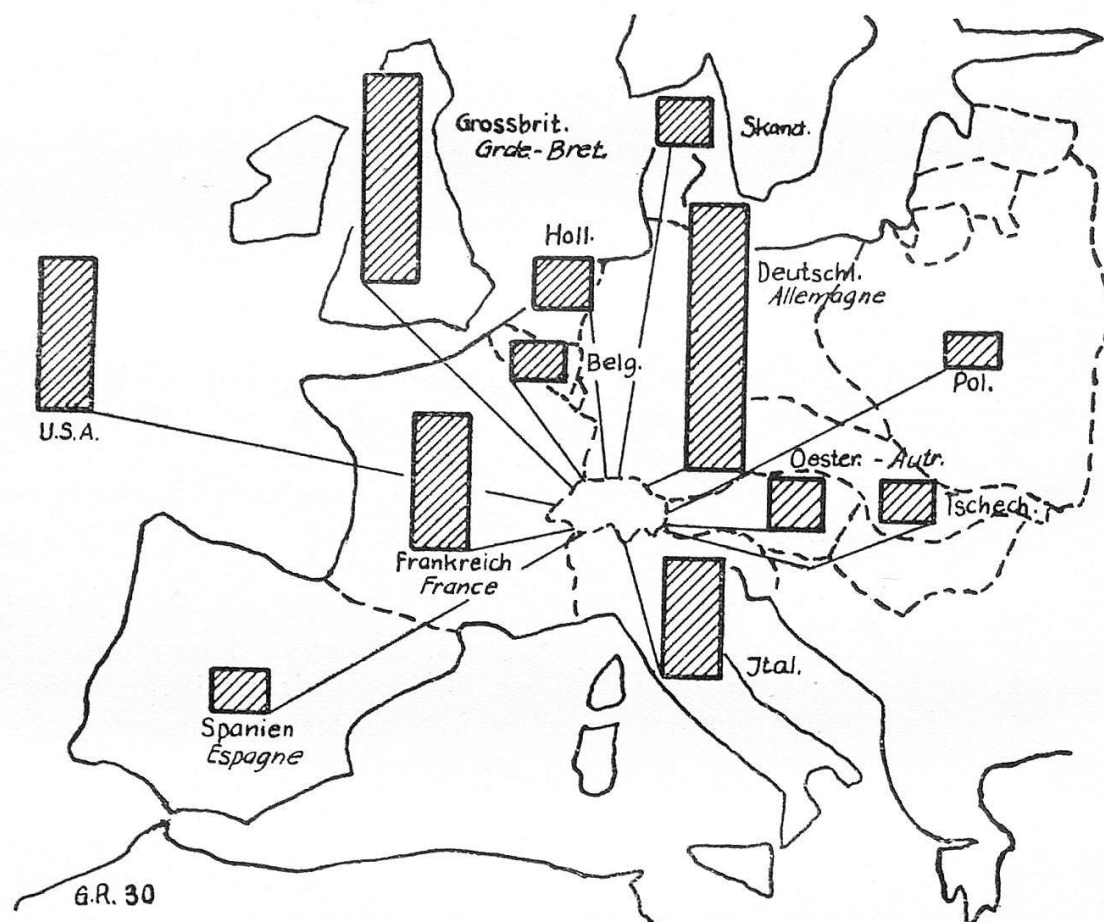 Grossbrit.
Grde-Bret.
Skand.
Holl.
Deutschl.
Allemagne
Belg.
Pol.
U.S.A.
Oester. - Autr.
Tschech.
Frankreich
France
Jtal.
Spanien
Espagne
G.R. 30